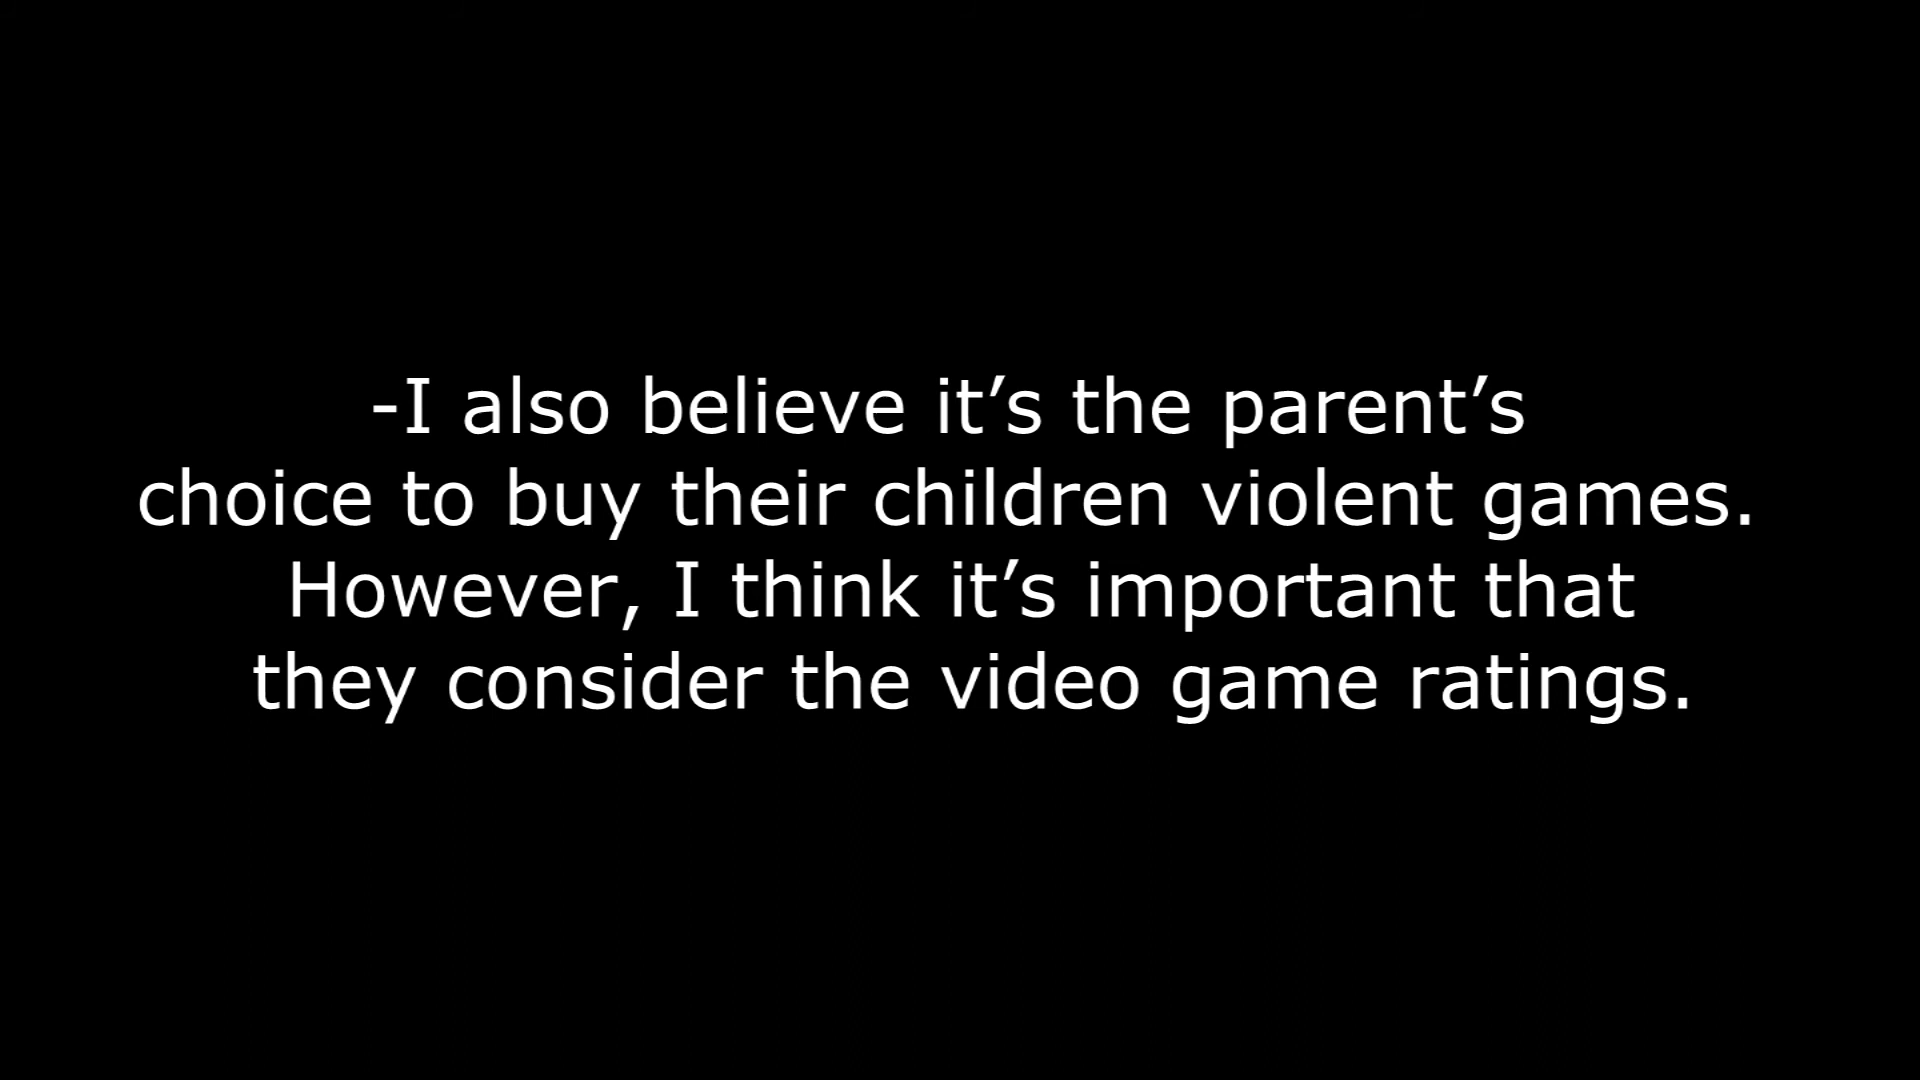 -I also believe it’s the parent’s
choice to buy their children violent games.
However, I think it’s important that
they consider the video game ratings.